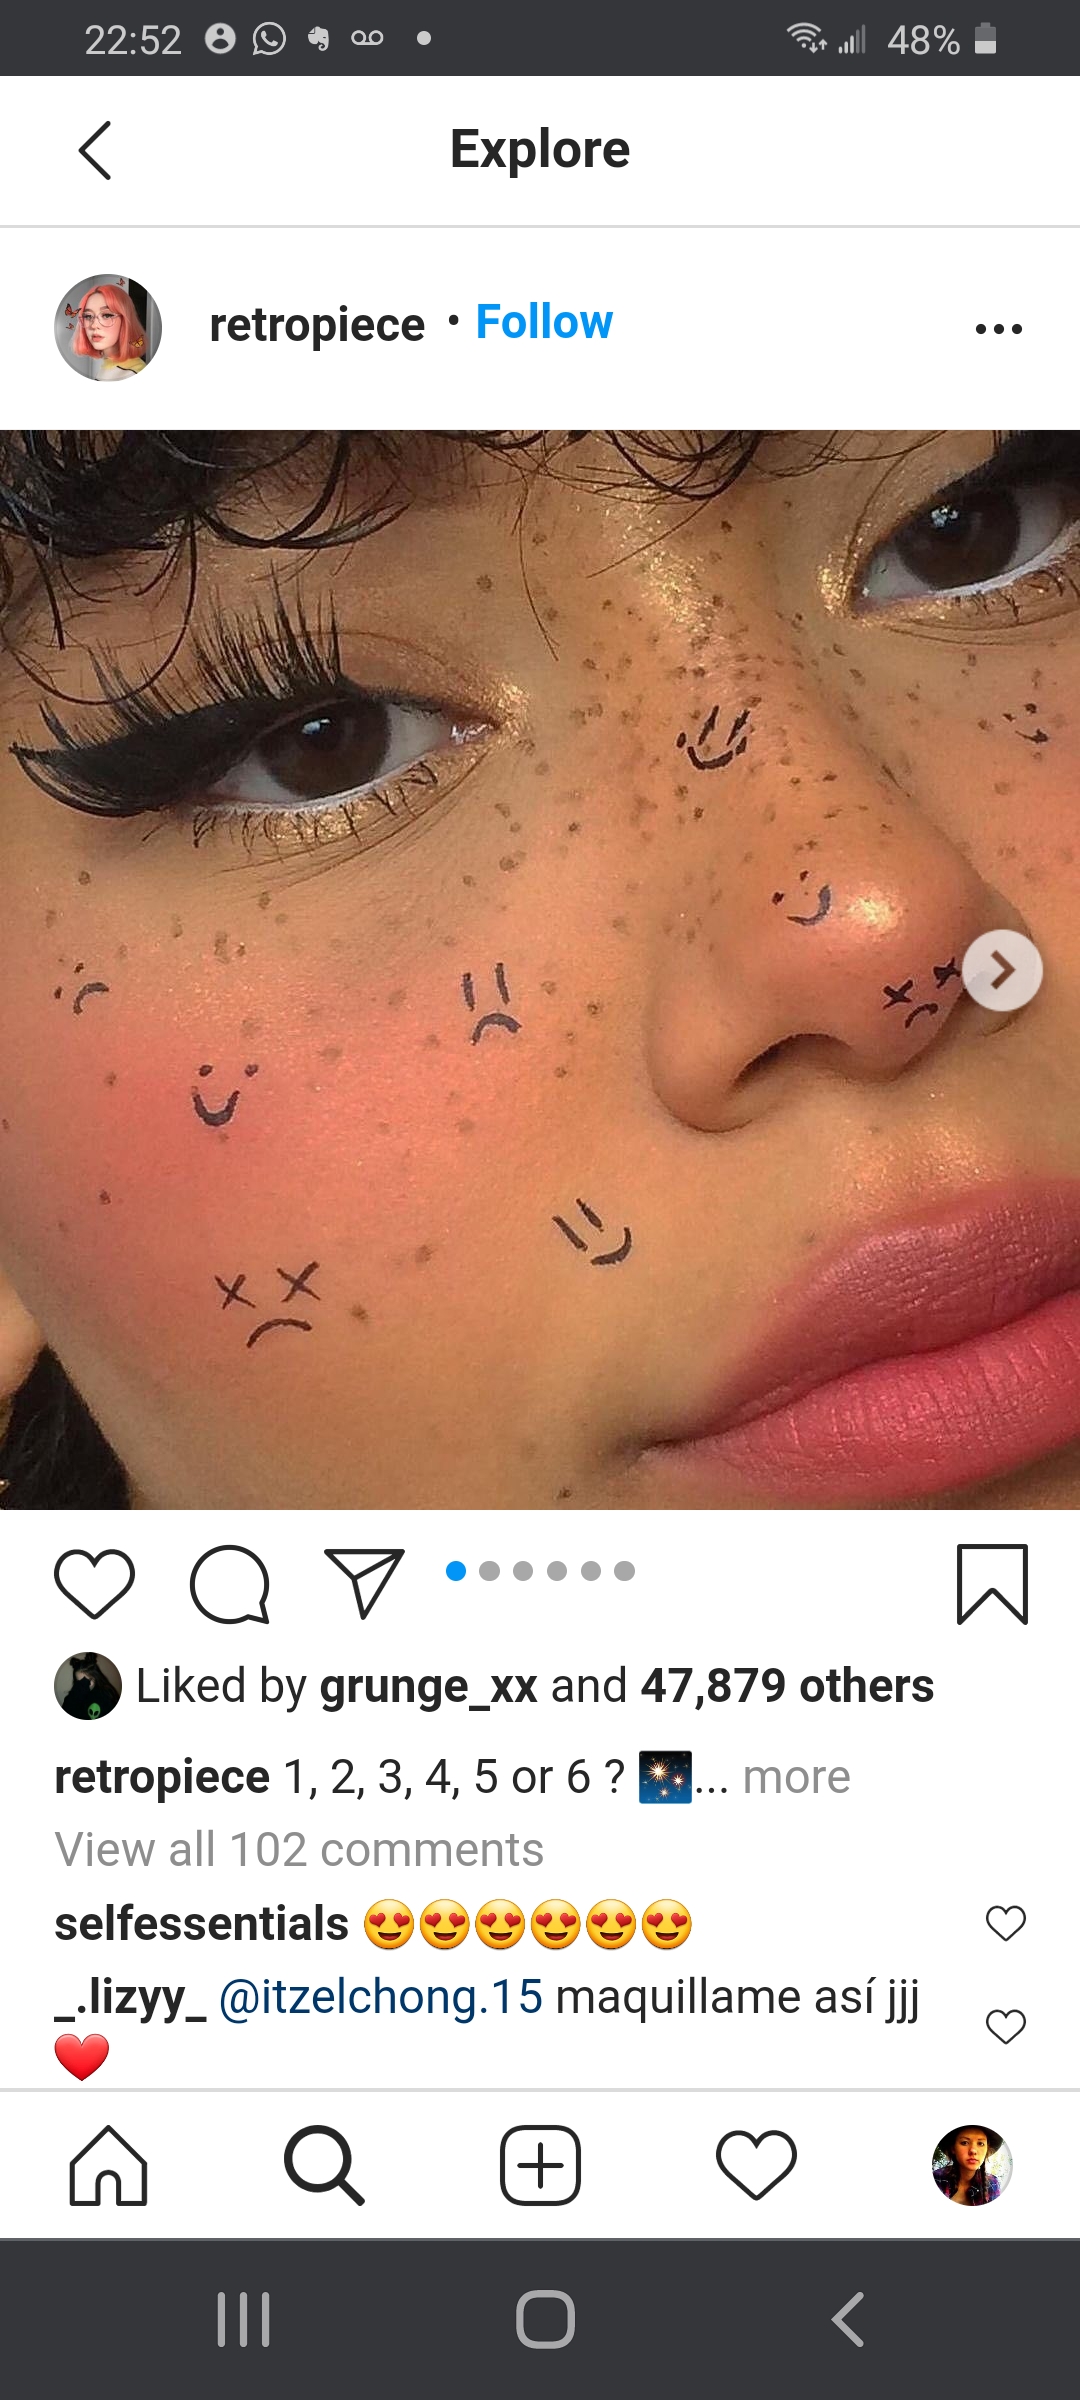 22:52 48%
Explore
retropiece • Follow
Liked by grunge_xx and 47,879 others
retropiece 1, 2, 3, 4, 5 or 6 ? 🎆... more
View all 102 comments
selfessentials 😍😍😍😍😍😍
_.lizyy_ @itzelchong.15 maquillame así jjj
❤️